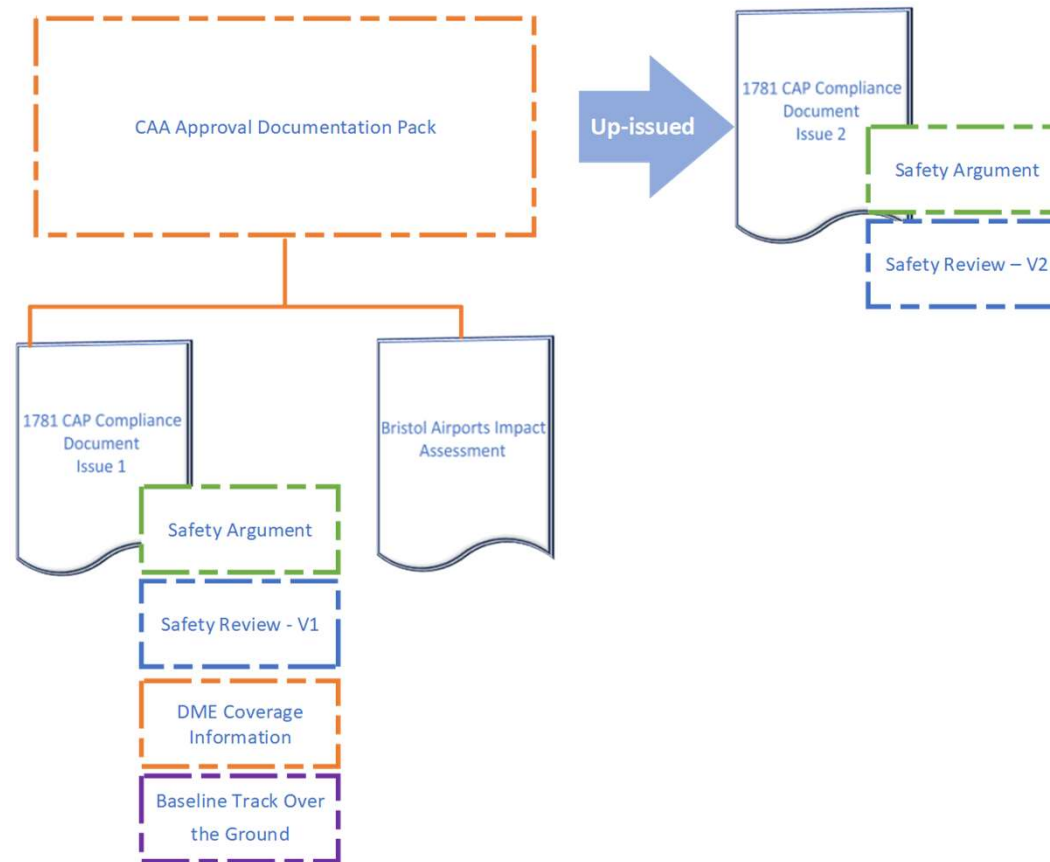 CAA Approval Documentation Pack
Up-issued
1781 CAP Compliance
Document
Issue 2
Safety Argument
Safety Review – V2
1781 CAP Compliance
Document
Issue 1
Bristol Airports Impact
Assessment
Safety Argument
Safety Review - V1
DME Coverage
Information
Baseline Track Over
the Ground